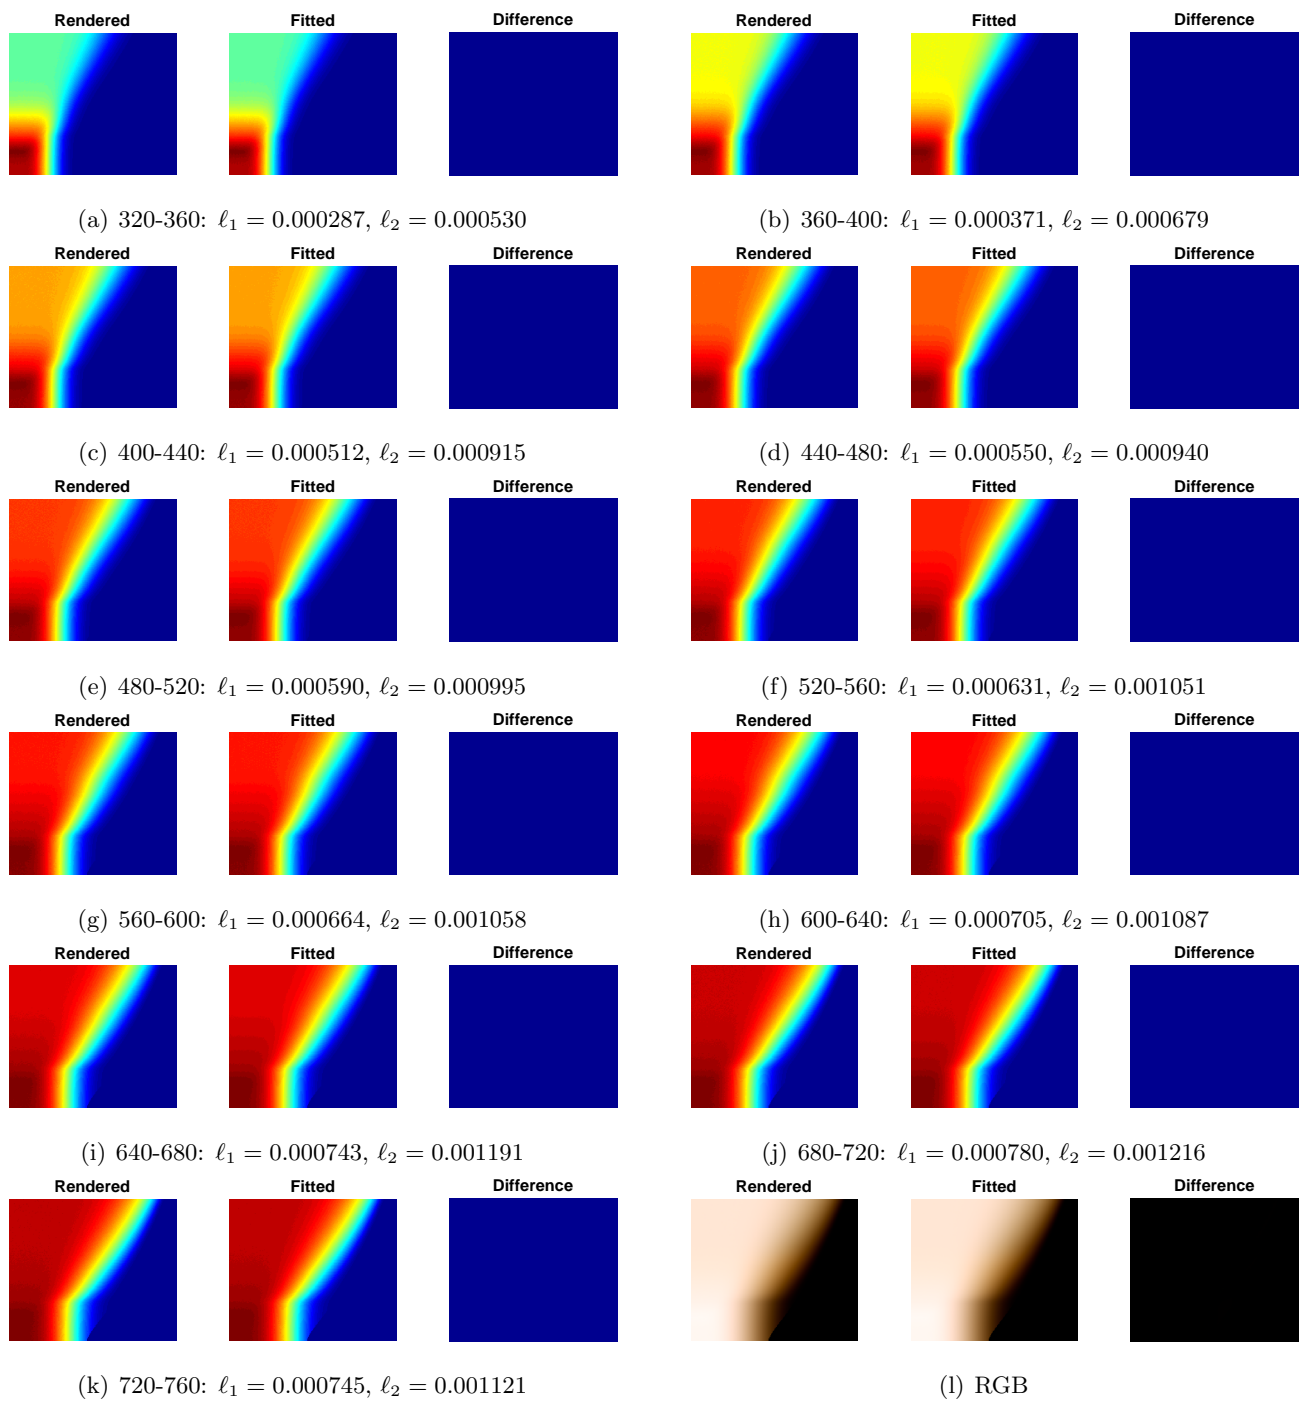 Rendered Fitted Difference Rendered Fitted Difference
(a) 320-360: ℓ1 = 0.000287, ℓ2 = 0.000530 (b) 360-400: ℓ1 = 0.000371, ℓ2 = 0.000679
Rendered Fitted Difference Rendered Fitted Difference
(c) 400-440: ℓ1 = 0.000512, ℓ2 = 0.000915 (d) 440-480: ℓ1 = 0.000550, ℓ2 = 0.000940
Rendered Fitted Difference Rendered Fitted Difference
(e) 480-520: ℓ1 = 0.000590, ℓ2 = 0.000995 (f) 520-560: ℓ1 = 0.000631, ℓ2 = 0.001051
Rendered Fitted Difference Rendered Fitted Difference
(g) 560-600: ℓ1 = 0.000664, ℓ2 = 0.001058 (h) 600-640: ℓ1 = 0.000705, ℓ2 = 0.001087
Rendered Fitted Difference Rendered Fitted Difference
(i) 640-680: ℓ1 = 0.000743, ℓ2 = 0.001191 (j) 680-720: ℓ1 = 0.000780, ℓ2 = 0.001216
Rendered Fitted Difference Rendered Fitted Difference
(k) 720-760: ℓ1 = 0.000745, ℓ2 = 0.001121 (l) RGB